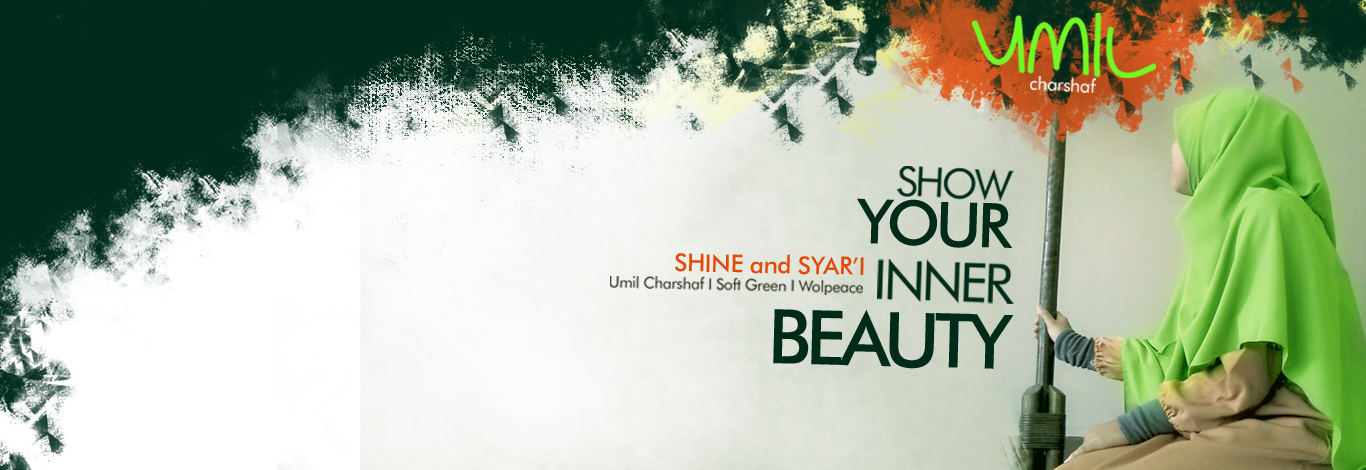 UMIL
charshaf
SHOW
YOUR
SHINE and SYAR'I
INNER
Umil Charshaf I Soft Green I Wolpeace
BEAUTY